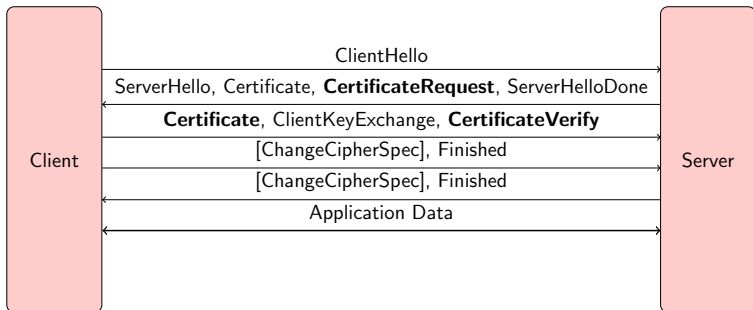 ClientHello
ServerHello, Certificate, CertificateRequest, ServerHelloDone
Certificate, ClientKeyExchange, CertificateVerify
[ChangeCipherSpec], Finished
Client
Server
[ChangeCipherSpec], Finished
Application Data